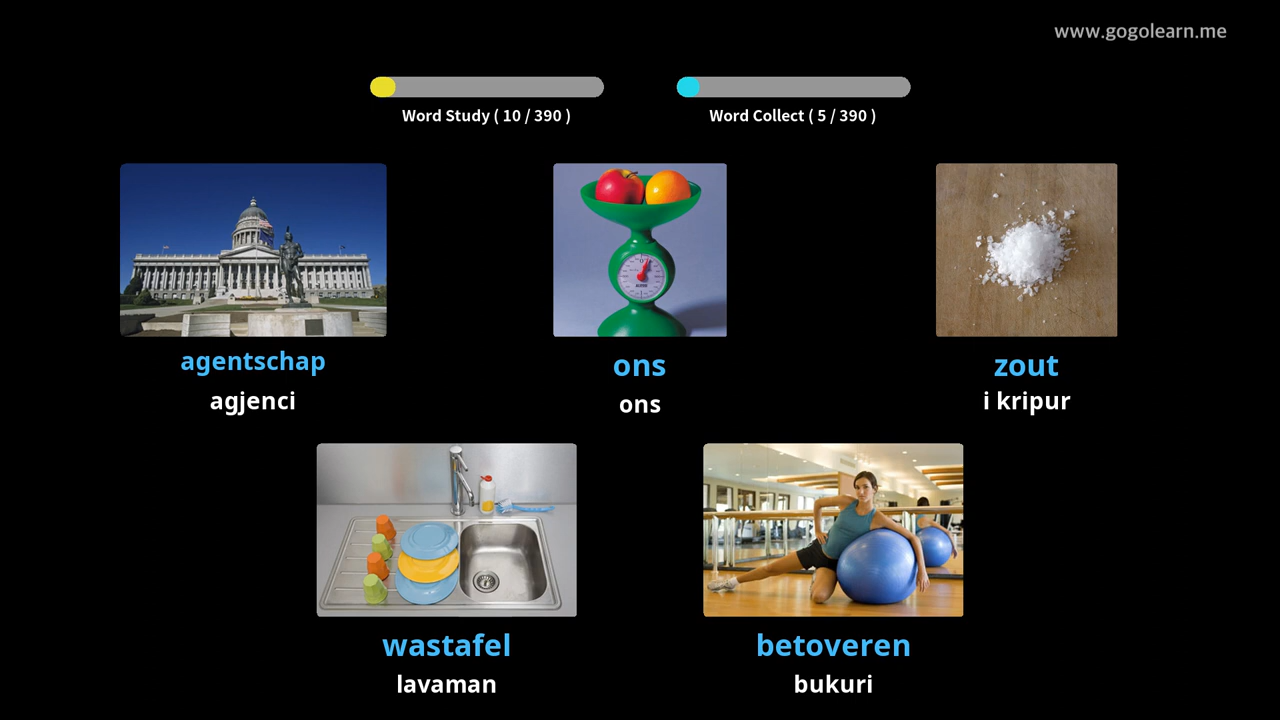 www.gogolearn.me
Word Study ( 10 / 390 )
Word Collect ( 5 / 390 )
agentschap
agjenci
ons
ons
zout
i kripur
wastafel
lavaman
betoveren
bukuri